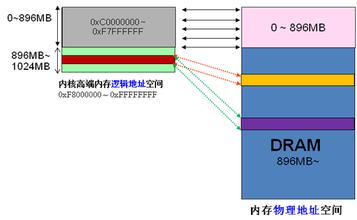 0~896MB
0xC0000000~
0xF7FFFFFF
0 ~ 896MB
896MB~
1024MB
内核高端内存逻辑地址空间
0xF8000000~0xFFFFFFFF
DRAM
896MB~
内存物理地址空间